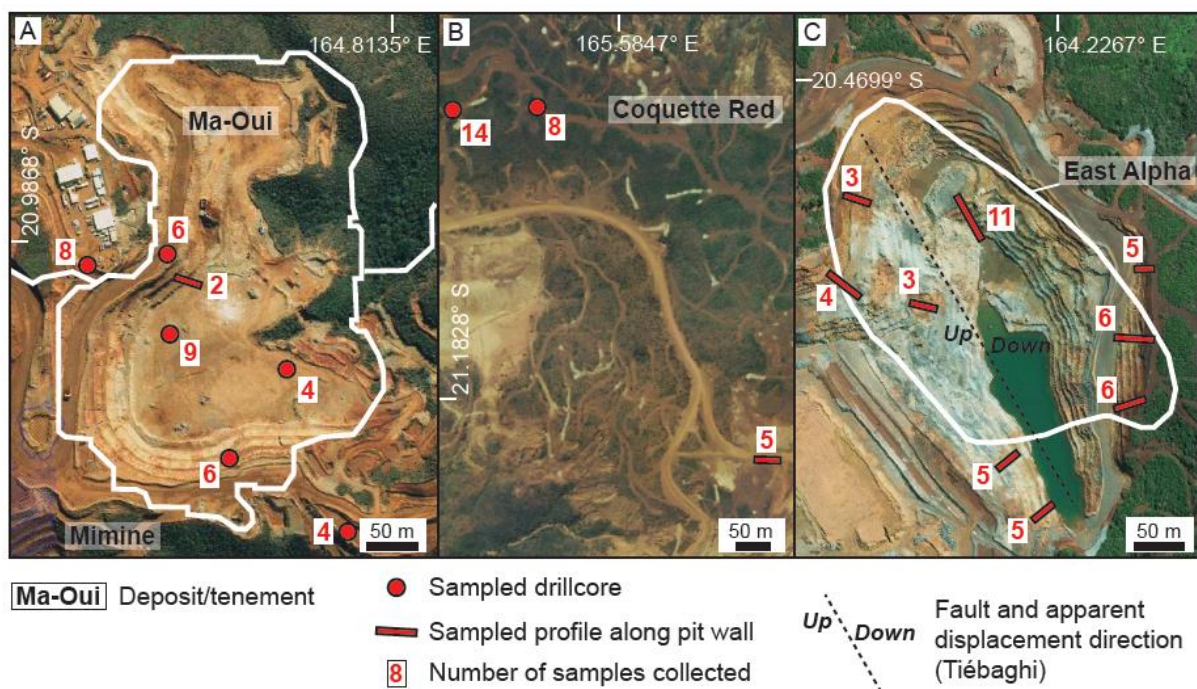 A
164.8135° E
Ma-Oui
20.9868° S
8
6
2
9
4
6
Mimine
4
50 m
B
165.5847° E
Coquette Red
14
8
21.1828° S
5
50 m
C
164.2267° E
20.4699° S
East Alpha
3
11
5
4
3
6
Up
Down
6
5
5
50 m
Ma-Oui Deposit/tenement
Sampled drillcore
Sampled profile along pit wall
8 Number of samples collected
Up Down
Fault and apparent
displacement direction
(Tiébaghi)